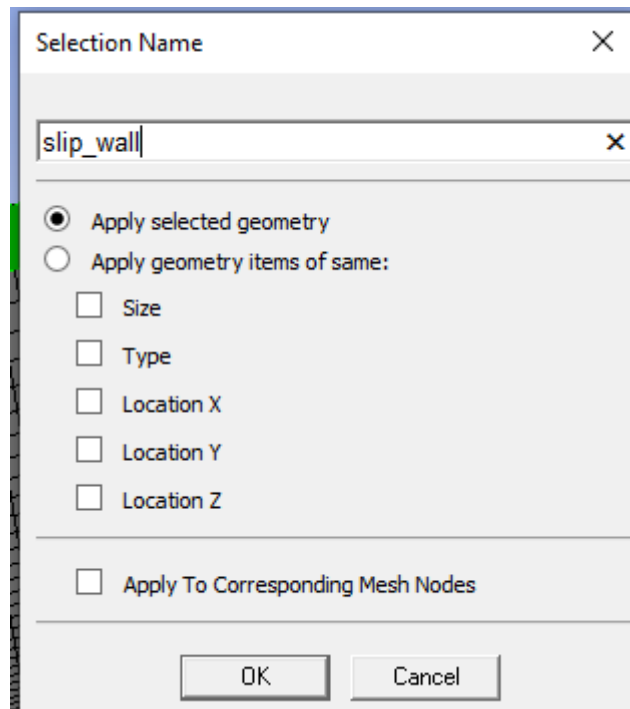 Selection Name
slip_wall
Apply selected geometry
Apply geometry items of same:
Size
Type
Location X
Location Y
Location Z
Apply To Corresponding Mesh Nodes
OK Cancel